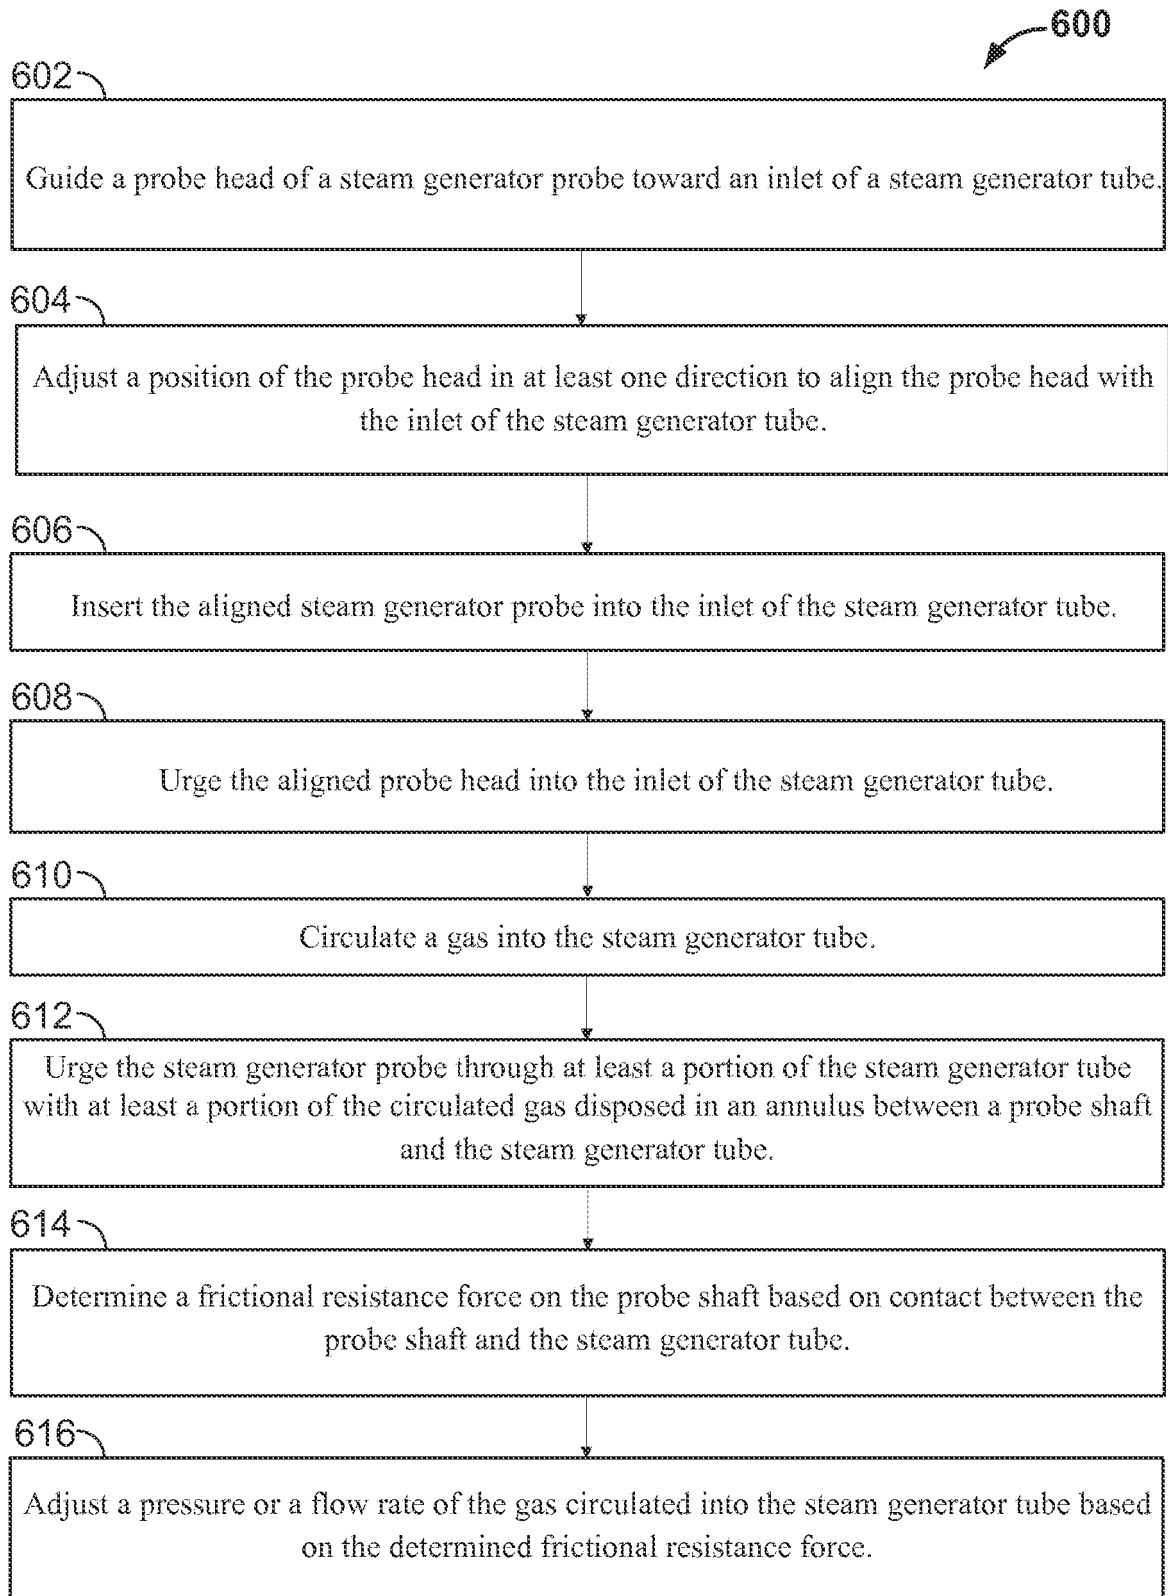 600
602
Guide a probe head of a steam generator probe toward an inlet of a steam generator tube.
604
Adjust a position of the probe head in at least one direction to align the probe head with
the inlet of the steam generator tube.
606
Insert the aligned steam generator probe into the inlet of the steam generator tube.
608
Urge the aligned probe head into the inlet of the steam generator tube.
610
Circulate a gas into the steam generator tube.
612
Urge the steam generator probe through at least a portion of the steam generator tube
with at least a portion of the circulated gas disposed in an annulus between a probe shaft
and the steam generator tube.
614
Determine a frictional resistance force on the probe shaft based on contact between the
probe shaft and the steam generator tube.
616
Adjust a pressure or a flow rate of the gas circulated into the steam generator tube based
on the determined frictional resistance force.